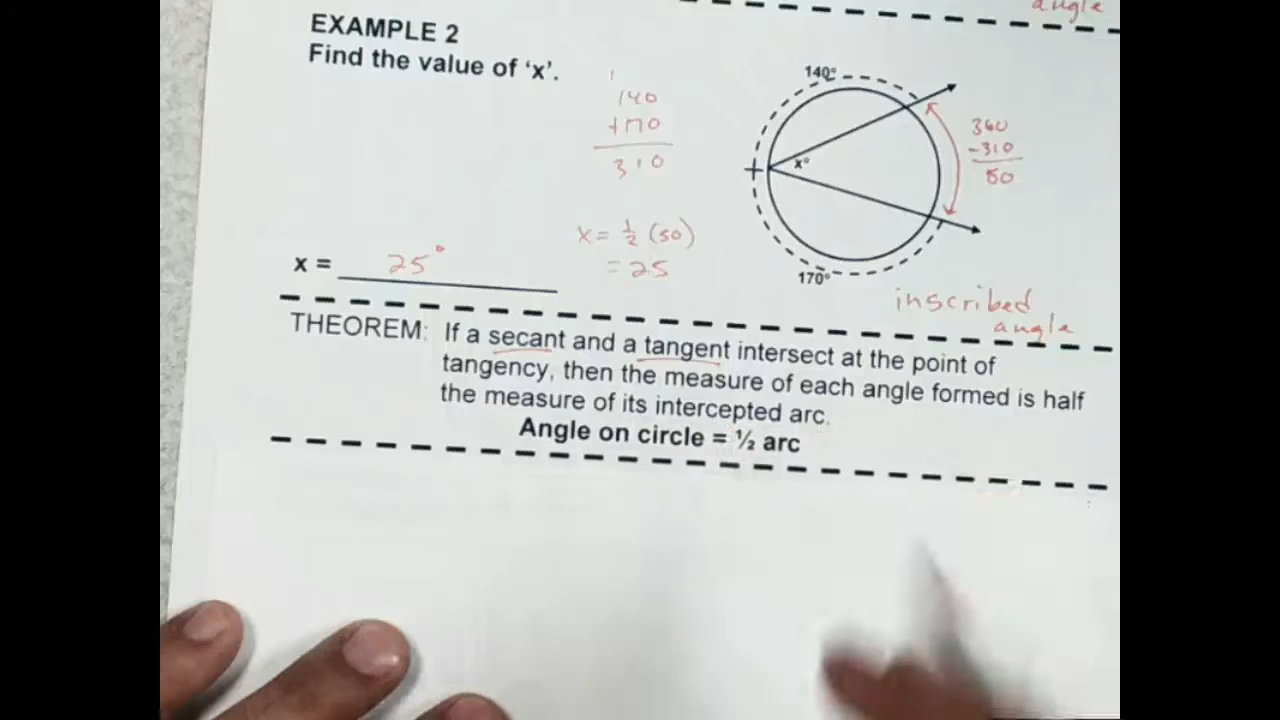 angle
EXAMPLE 2
Find the value of ‘x’.
140
+170
310
140°
x°
170°
360
-310
50
x = 1/2 (50)
= 25
x = 25°
inscribed
angle
THEOREM: If a secant and a tangent intersect at the point of
tangency, then the measure of each angle formed is half
the measure of its intercepted arc.
Angle on circle = ½ arc